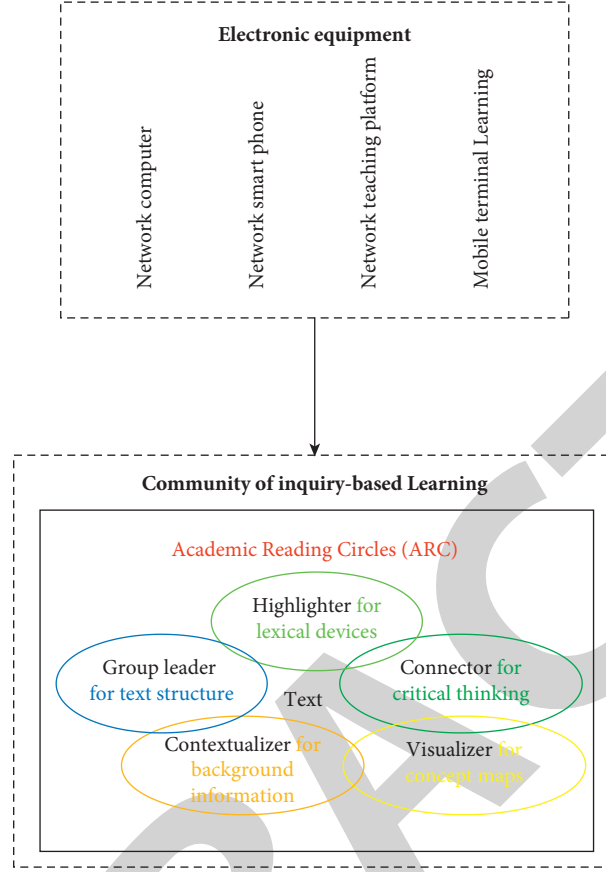 Electronic equipment
Network computer
Network smart phone
Network teaching platform
Mobile terminal Learning
Community of inquiry-based Learning
Academic Reading Circles (ARC)
Highlighter for
lexical devices
Group leader
for text structure
Connector for
critical thinking
Text
Contextualizer for
background
information
Visualizer for
concept maps